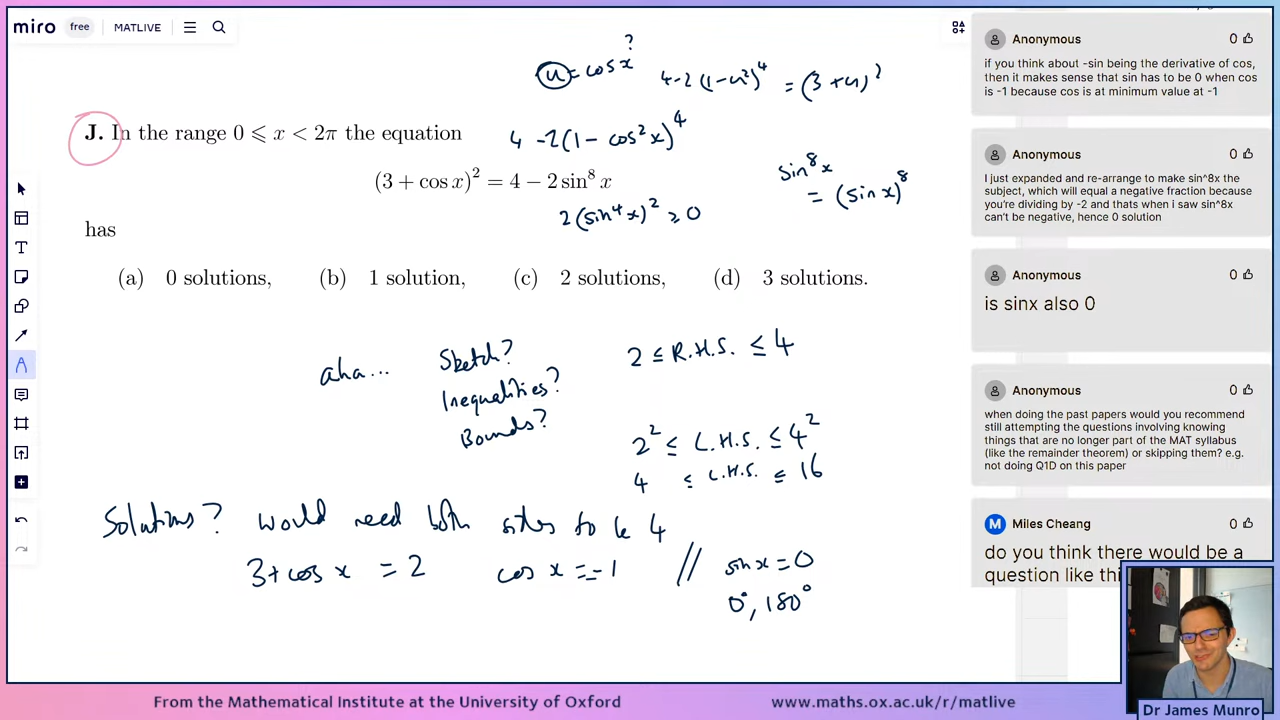 miro free MATLIVE
u = cos x ?
4-2(1-u²)⁴ = (3+u)²
J. In the range 0 ⩽ x < 2π the equation
4 -2(1 - cos²x)⁴
(3 + cos x)² = 4 − 2 sin⁸ x
sin⁸x
= (sin x)⁸
2(sin⁴x)² ≥ 0
has
(a) 0 solutions, (b) 1 solution, (c) 2 solutions, (d) 3 solutions.
aha...
Sketch?
Inequalities?
Bounds?
2 ≤ R.H.S. ≤ 4
2² ≤ L.H.S. ≤ 4²
4 ≤ L.H.S. ≤ 16
Solutions? would need both sides to be 4
3+cos x = 2 cos x = -1 // sin x = 0
0°, 180°
Anonymous 0
if you think about -sin being the derivative of cos,
then it makes sense that sin has to be 0 when cos
is -1 because cos is at minimum value at -1
Anonymous 0
I just expanded and re-arrange to make sin^8x the
subject, which will equal a negative fraction because
you're dividing by -2 and thats when i saw sin^8x
can't be negative, hence 0 solution
Anonymous 0
is sinx also 0
Anonymous 0
when doing the past papers would you recommend
still attempting the questions involving knowing
things that are no longer part of the MAT syllabus
(like the remainder theorem) or skipping them? e.g.
not doing Q1D on this paper
M Miles Cheang 0
do you think there would be a
question like thi
From the Mathematical Institute at the University of Oxford www.maths.ox.ac.uk/r/matlive
Dr James Munro